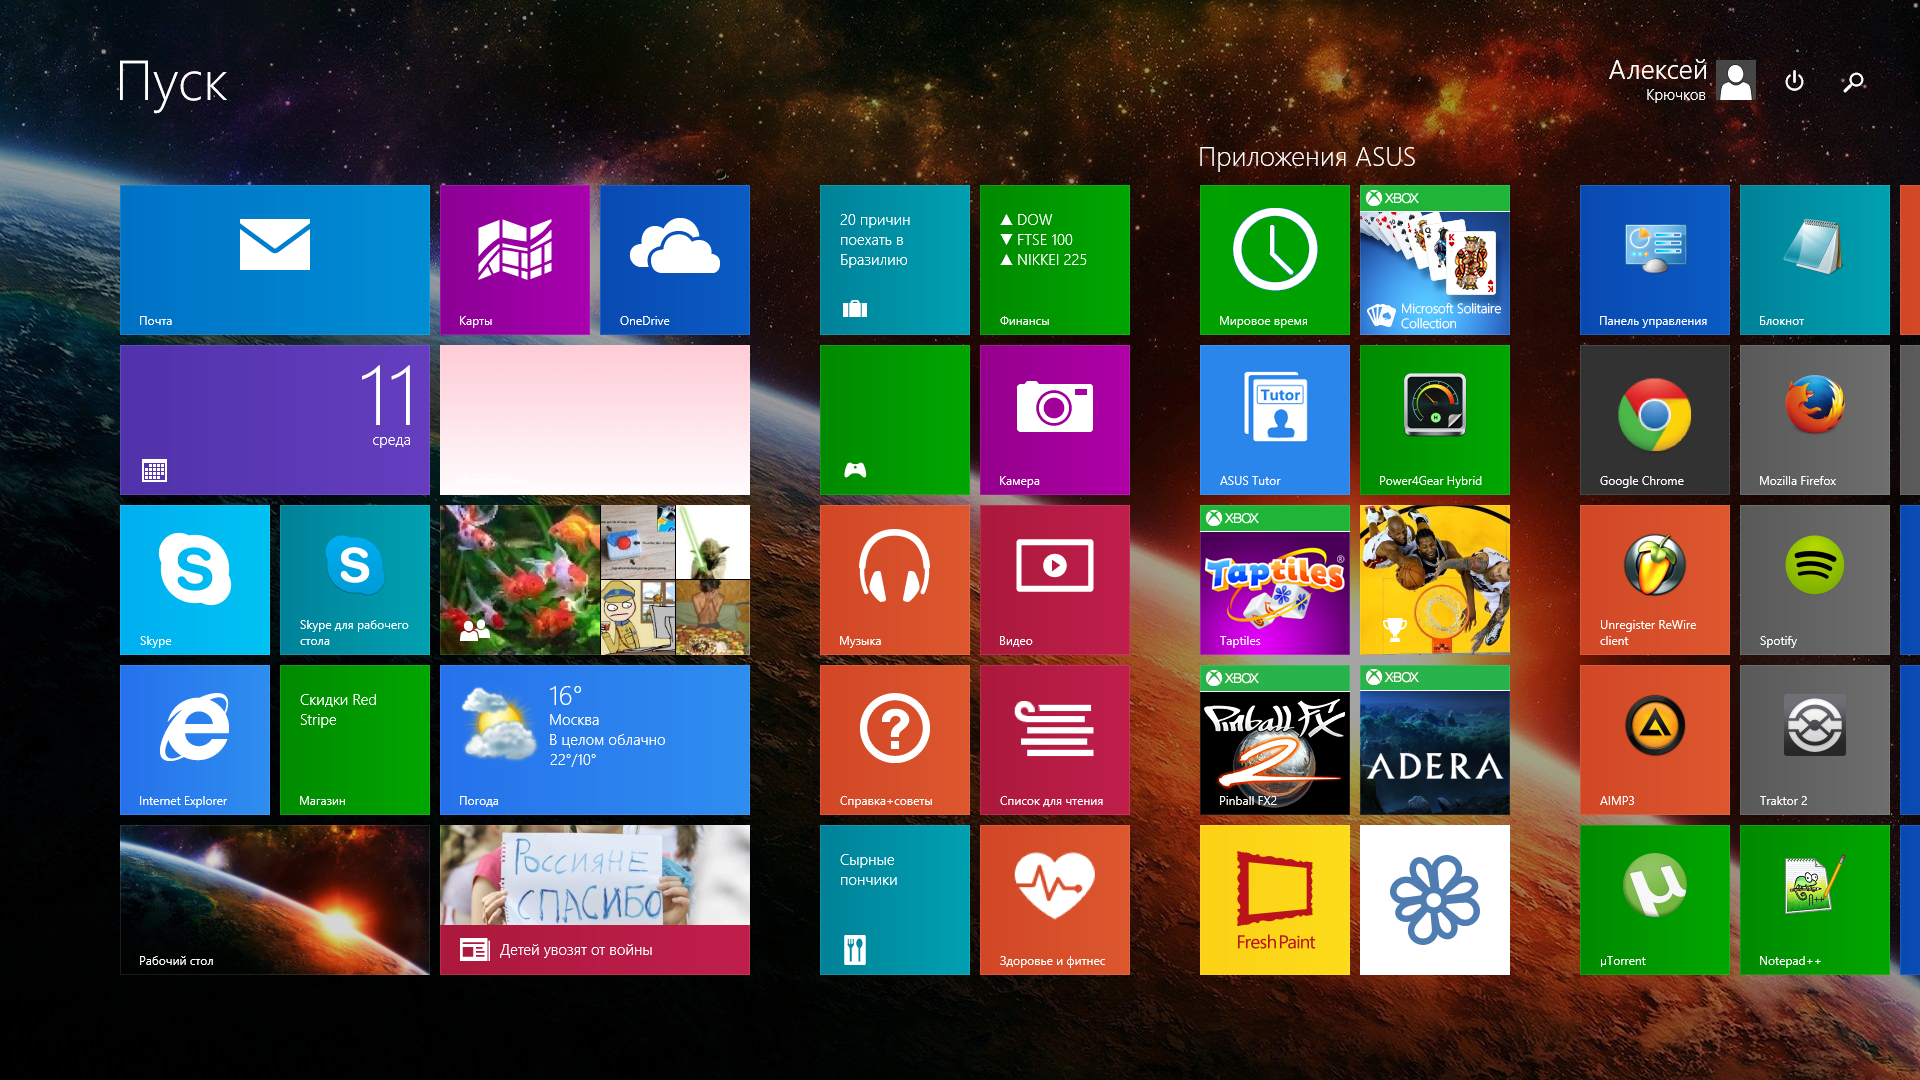 Пуск
Алексей
Крючков
Приложения ASUS
Почта
Карты
OneDrive
20 причин
поехать в
Бразилию
▲ DOW
▼ FTSE 100
▲ NIKKEI 225
Финансы
Мировое время
XBOX
Microsoft Solitaire
Collection
Панель управления
Блокнот
11
среда
Камера
Tutor
ASUS Tutor
Power4Gear Hybrid
Google Chrome
Mozilla Firefox
Skype
Skype для рабочего
стола
Музыка
Видео
XBOX
Taptiles
Taptiles
Unregister ReWire
client
Spotify
Internet Explorer
Скидки Red
Stripe
Магазин
16°
Москва
В целом облачно
22°/10°
Погода
Справка+советы
Список для чтения
XBOX
Pinball FX
2
Pinball FX2
XBOX
ADERA
AIMP3
Traktor 2
Рабочий стол
Россияне
СПАСИБО
Детей увозят от войны
Сырные
пончики
Здоровье и фитнес
Fresh Paint
µTorrent
Notepad++